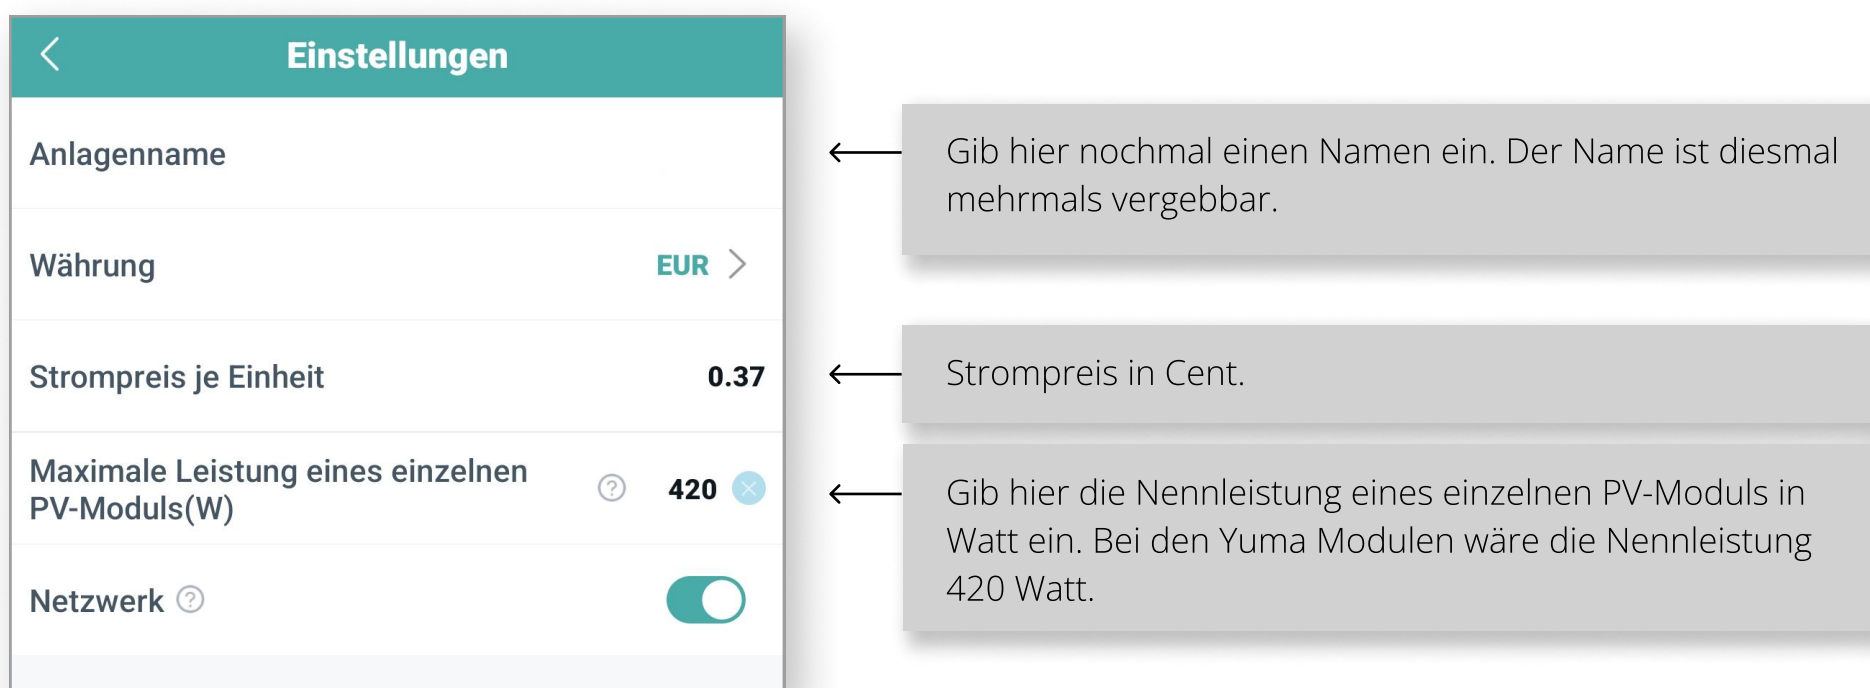 Einstellungen
Anlagenname
Gib hier nochmal einen Namen ein. Der Name ist diesmal
mehrmals vergebbar.
Währung
EUR
Strompreis je Einheit
0.37
Strompreis in Cent.
Maximale Leistung eines einzelnen
PV-Moduls(W)
?
420
Gib hier die Nennleistung eines einzelnen PV-Moduls in
Watt ein. Bei den Yuma Modulen wäre die Nennleistung
420 Watt.
Netzwerk ?